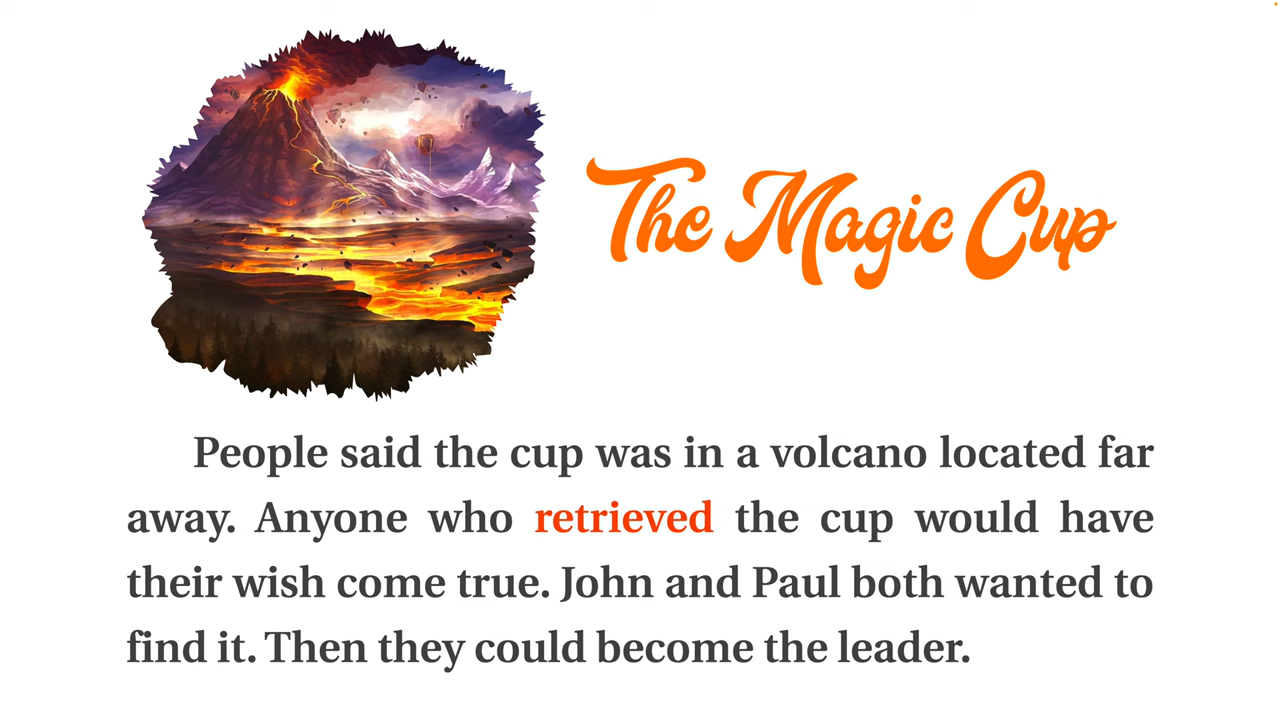 The Magic Cup
People said the cup was in a volcano located far
away. Anyone who retrieved the cup would have
their wish come true. John and Paul both wanted to
find it. Then they could become the leader.